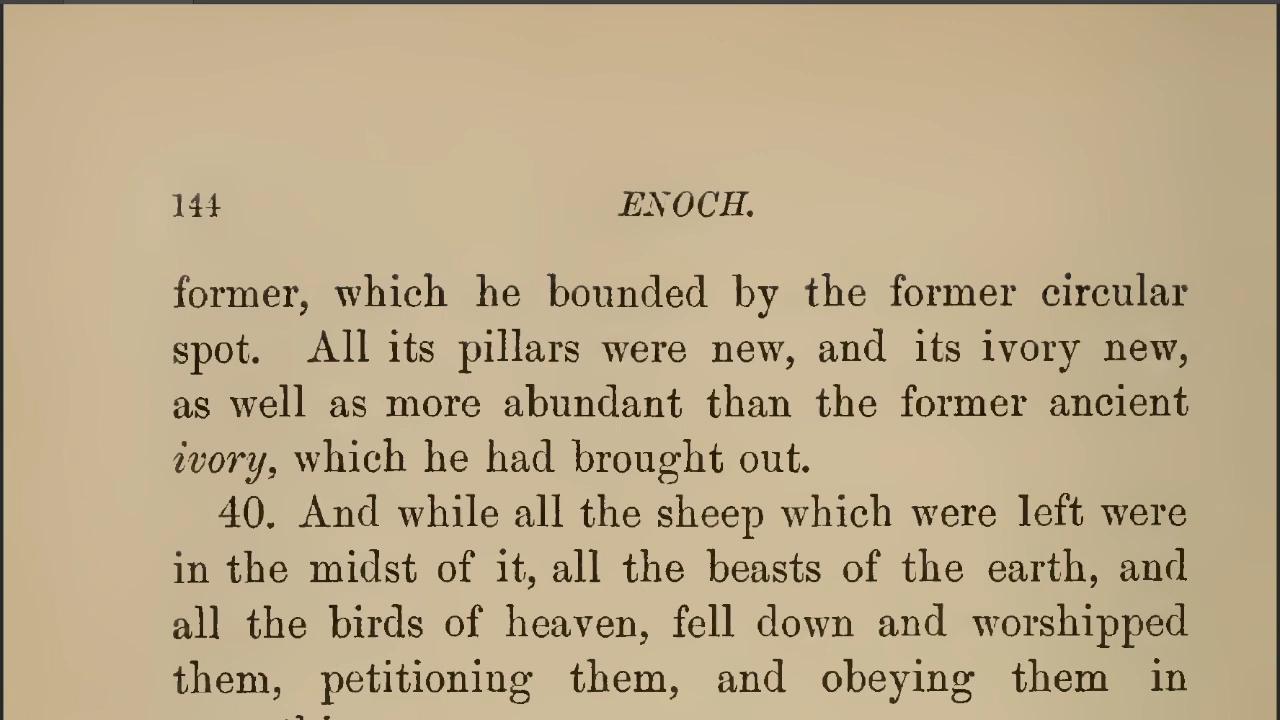 144 ENOCH.
former, which he bounded by the former circular
spot. All its pillars were new, and its ivory new,
as well as more abundant than the former ancient
ivory, which he had brought out.
40. And while all the sheep which were left were
in the midst of it, all the beasts of the earth, and
all the birds of heaven, fell down and worshipped
them, petitioning them, and obeying them in